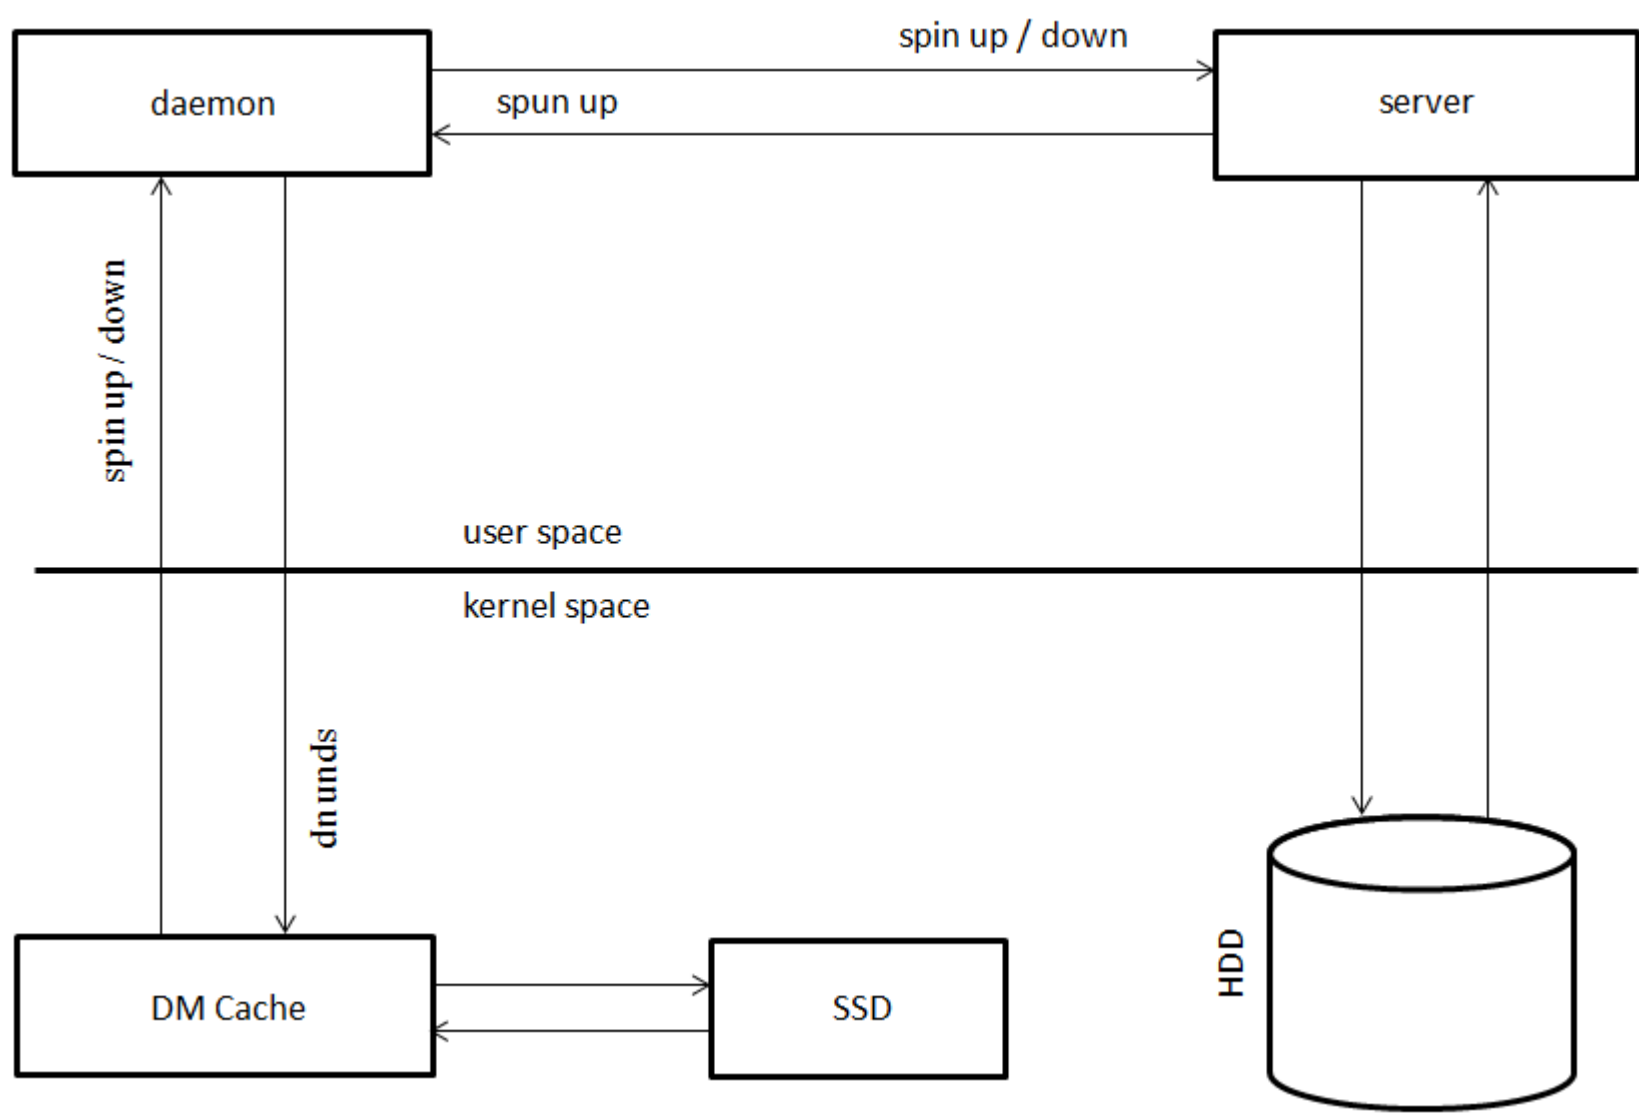 spin up / down
daemon
spun up
server
spin up / down
user space
kernel space
spun up
HDD
DM Cache
SSD